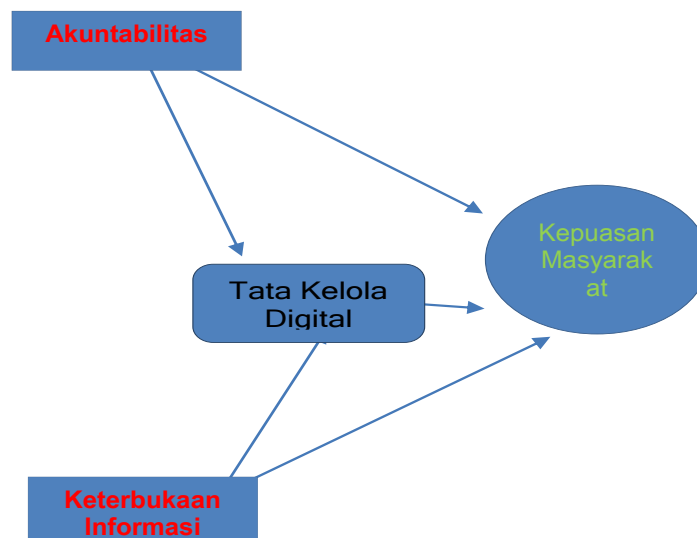 Akuntabilitas
Kepuasan
Masyarak
at
Tata Kelola
Digital
Keterbukaan
Informasi